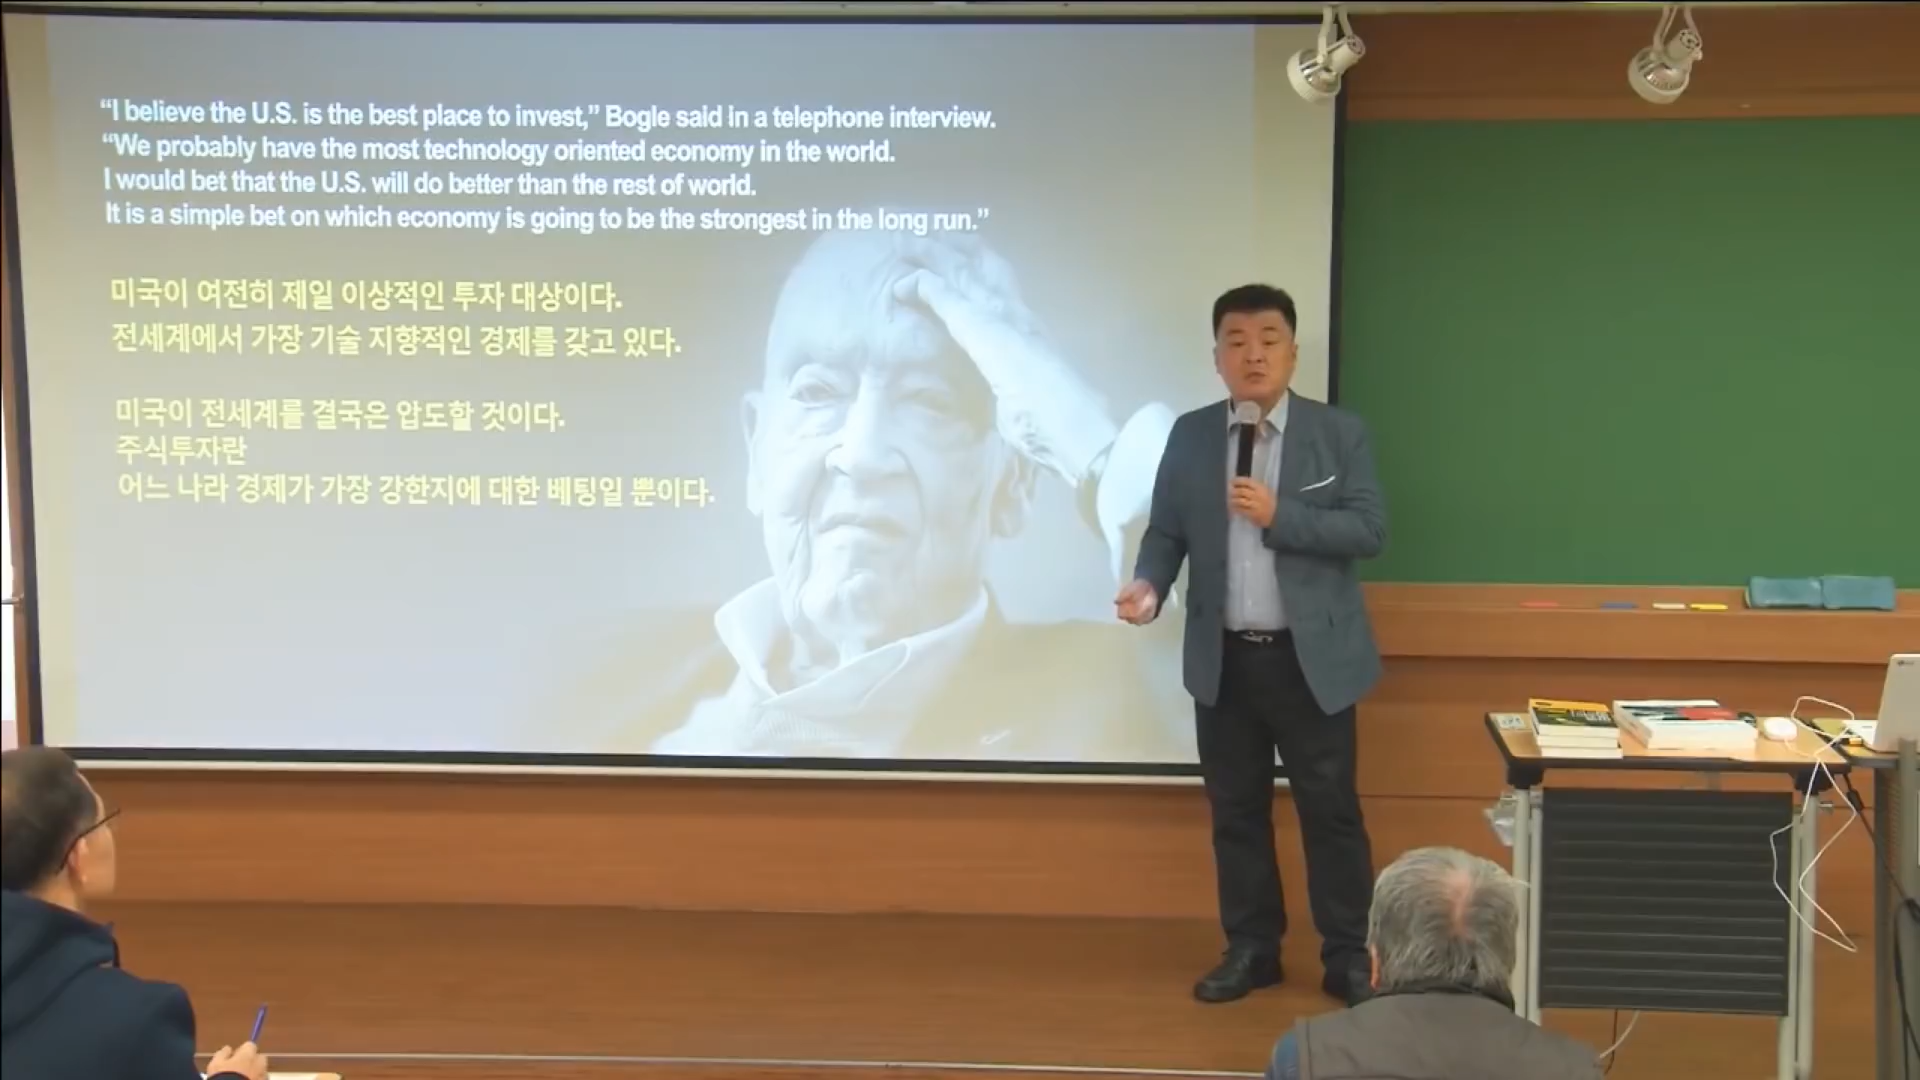 “I believe the U.S. is the best place to invest,” Bogle said in a telephone interview.
“We probably have the most technology oriented economy in the world.
I would bet that the U.S. will do better than the rest of world.
It is a simple bet on which economy is going to be the strongest in the long run.”
미국이 여전히 제일 이상적인 투자 대상이다.
전세계에서 가장 기술 지향적인 경제를 갖고 있다.
미국이 전세계를 결국은 압도할 것이다.
주식투자란
어느 나라 경제가 가장 강한지에 대한 베팅일 뿐이다.